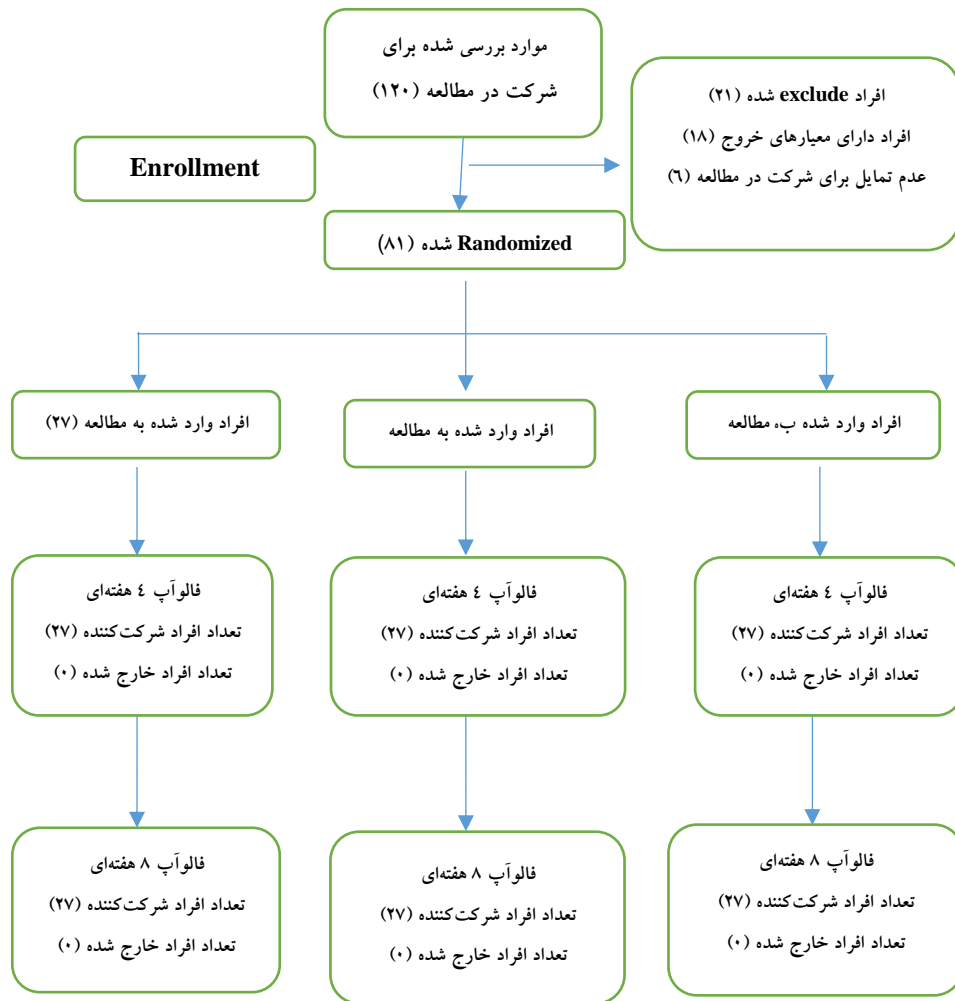 موارد بررسی شده برای
شرکت در مطالعه (۱۲۰)
افراد exclude شده (۲۱)
افراد دارای معیارهای خروج (۱۸)
عدم تمایل برای شرکت در مطالعه (۶)
Enrollment
Randomized شده (۸۱)
افراد وارد شده ب، مطالعه
افراد وارد شده به مطالعه
افراد وارد شده به مطالعه (۲۷)
فالوآپ ٤ هفته‌ای
تعداد افراد شرکت‌کننده (۲۷)
تعداد افراد خارج شده (۰)
فالوآپ ٤ هفته‌ای
تعداد افراد شرکت‌کننده (۲۷)
تعداد افراد خارج شده (۰)
فالوآپ ٤ هفته‌ای
تعداد افراد شرکت‌کننده (۲۷)
تعداد افراد خارج شده (۰)
فالوآپ ۸ هفته‌ای
تعداد افراد شرکت‌کننده (۲۷)
تعداد افراد خارج شده (۰)
فالوآپ ۸ هفته‌ای
تعداد افراد شرکت‌کننده (۲۷)
تعداد افراد خارج شده (۰)
فالوآپ ۸ هفته‌ای
تعداد افراد شرکت‌کننده (۲۷)
تعداد افراد خارج شده (۰)